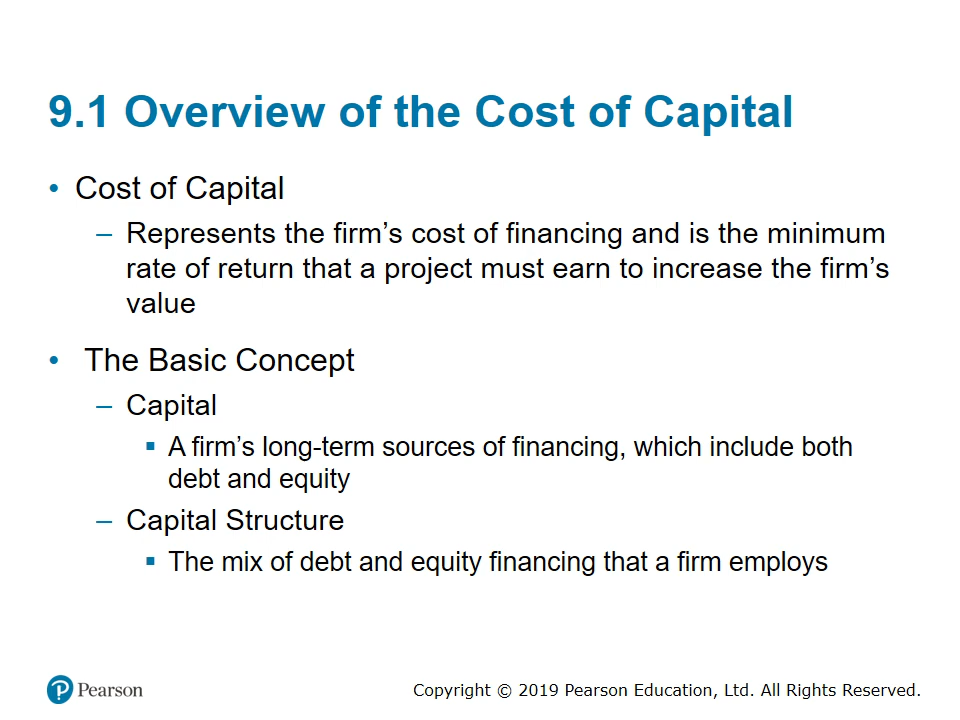 9.1 Overview of the Cost of Capital
• Cost of Capital
– Represents the firm’s cost of financing and is the minimum
rate of return that a project must earn to increase the firm’s
value
• The Basic Concept
– Capital
▪ A firm’s long-term sources of financing, which include both
debt and equity
– Capital Structure
▪ The mix of debt and equity financing that a firm employs
Pearson
Copyright © 2019 Pearson Education, Ltd. All Rights Reserved.